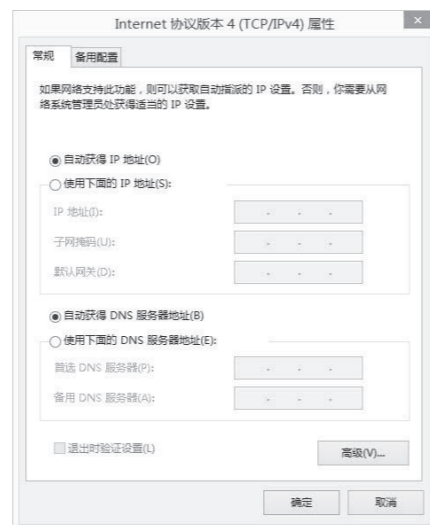 Internet 协议版本 4 (TCP/IPv4) 属性
×
常规
备用配置
如果网络支持此功能，则可以获取自动指派的 IP 设置。否则，你需要从网
络系统管理员处获得适当的 IP 设置。
自动获得 IP 地址(O)
使用下面的 IP 地址(S):
IP 地址(I):
子网掩码(U):
默认网关(D):
自动获得 DNS 服务器地址(B)
使用下面的 DNS 服务器地址(E):
首选 DNS 服务器(P):
备用 DNS 服务器(A):
退出时验证设置(L)
高级(V)...
确定
取消